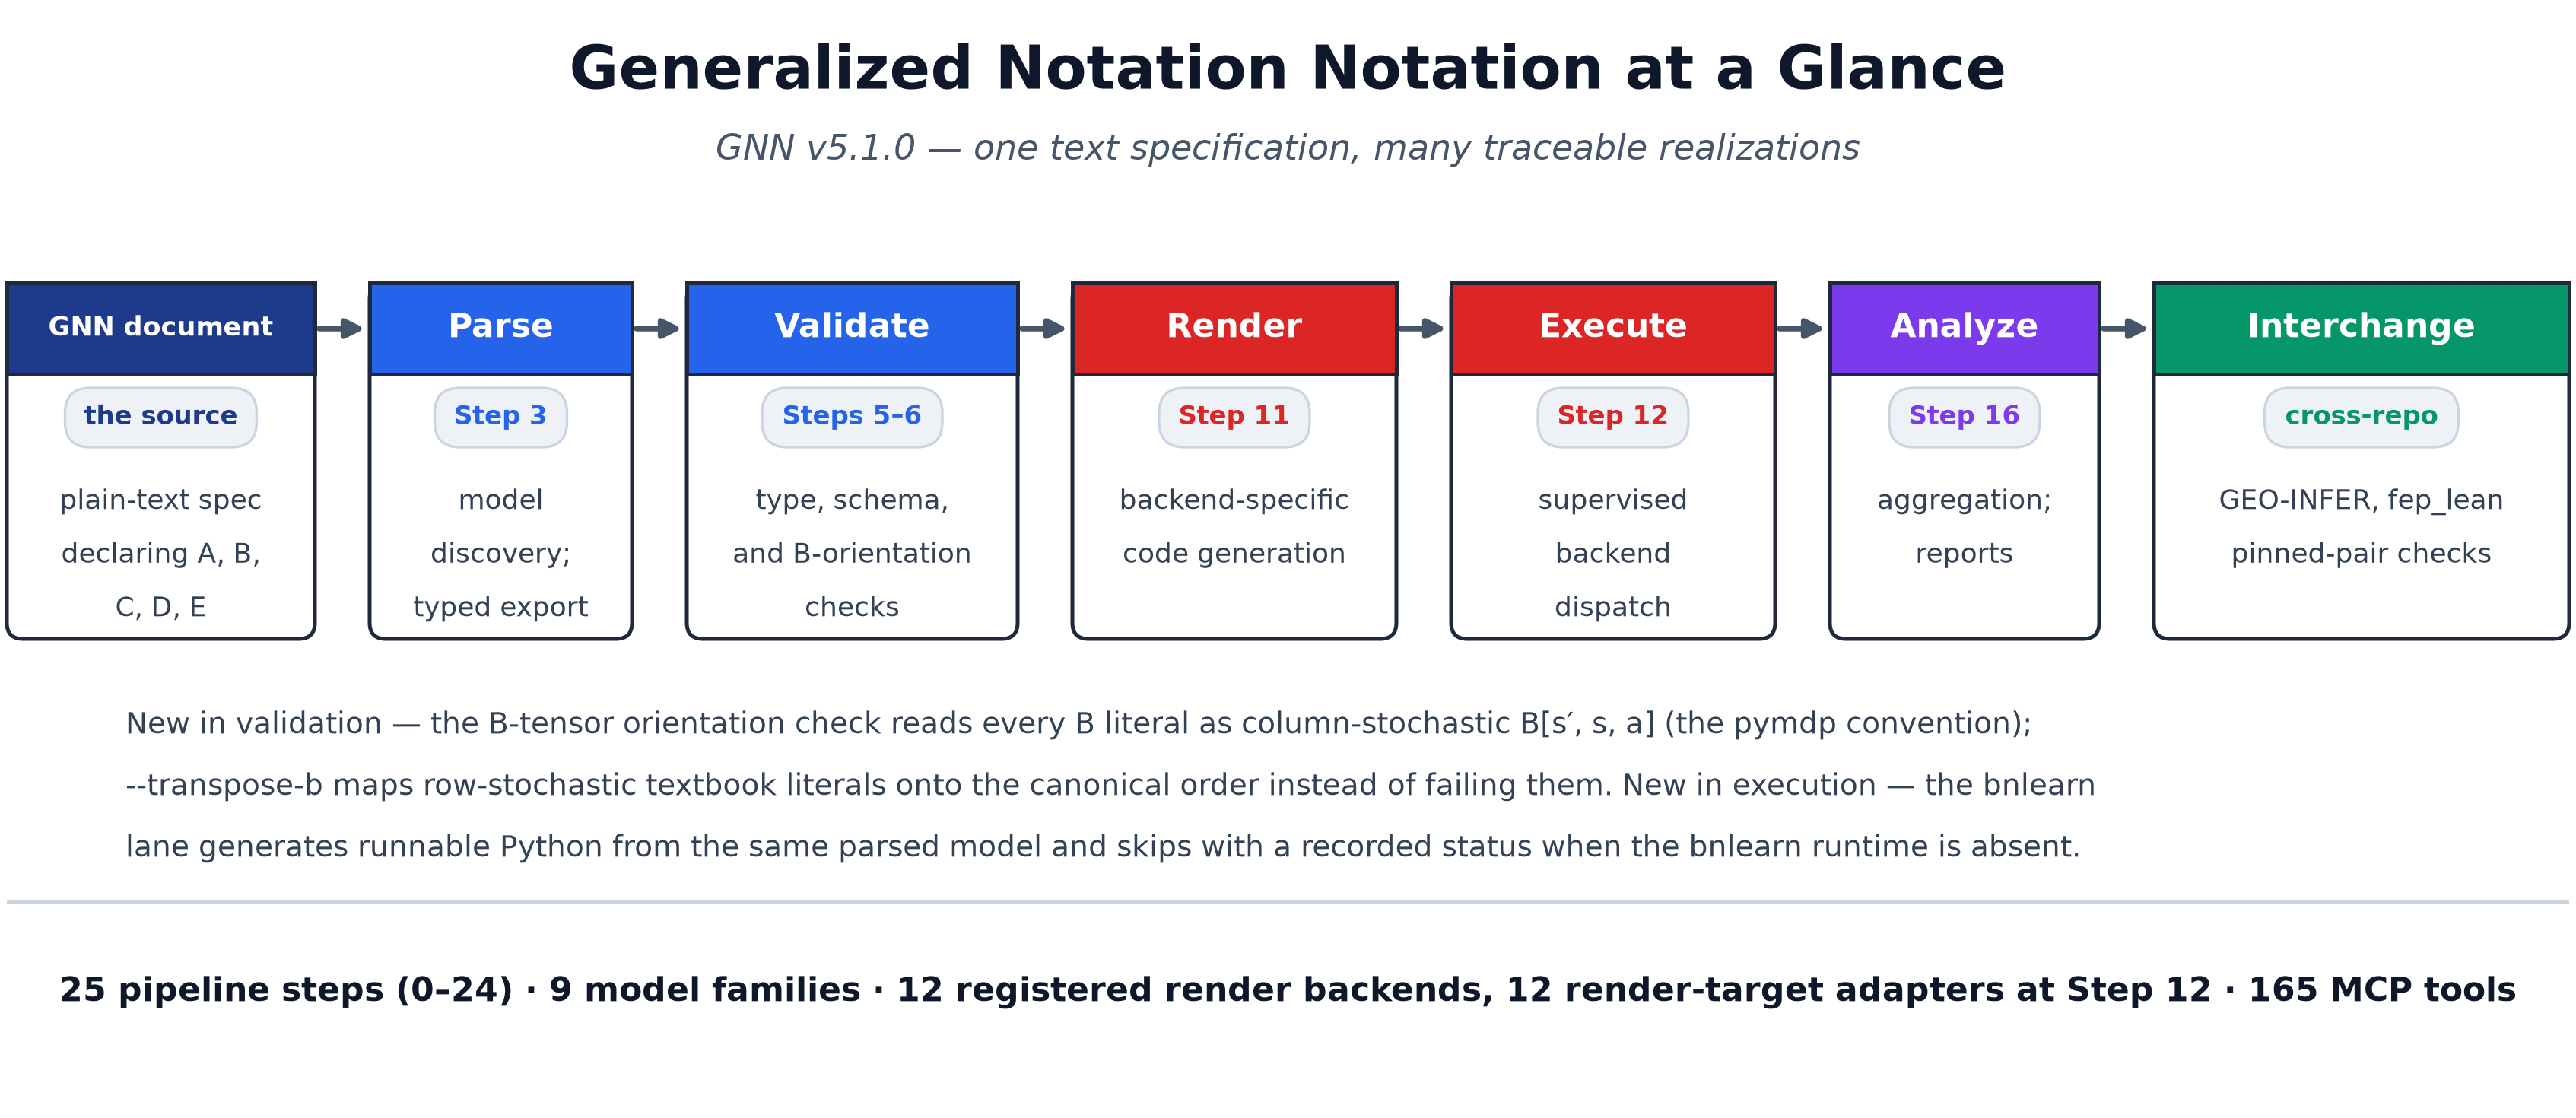 Generalized Notation Notation at a Glance
GNN v5.1.0 — one text specification, many traceable realizations
GNN document
the source
plain-text spec
declaring A, B,
C, D, E
Parse
Step 3
model
discovery;
typed export
Validate
Steps 5–6
type, schema,
and B-orientation
checks
Render
Step 11
backend-specific
code generation
Execute
Step 12
supervised
backend
dispatch
Analyze
Step 16
aggregation;
reports
Interchange
cross-repo
GEO-INFER, fep_lean
pinned-pair checks
New in validation — the B-tensor orientation check reads every B literal as column-stochastic B[s′, s, a] (the pymdp convention);
--transpose-b maps row-stochastic textbook literals onto the canonical order instead of failing them. New in execution — the bnlearn
lane generates runnable Python from the same parsed model and skips with a recorded status when the bnlearn runtime is absent.
25 pipeline steps (0–24) · 9 model families · 12 registered render backends, 12 render-target adapters at Step 12 · 165 MCP tools